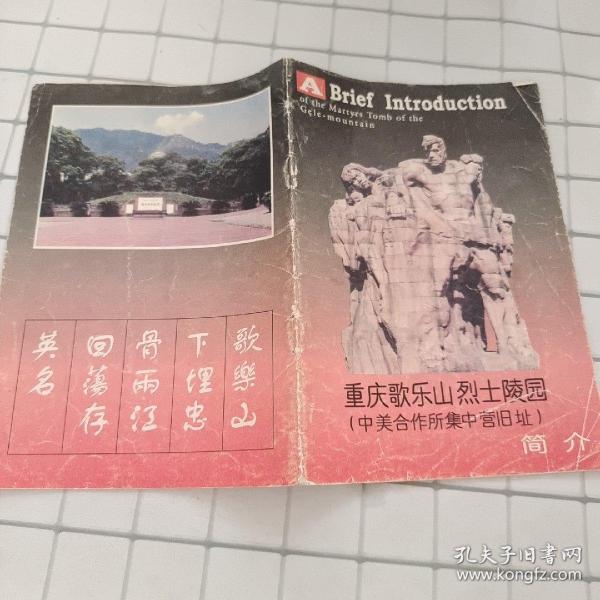 A Brief Introduction
of the Martyrs Tomb of the
Gele-mountain
重庆歌乐山烈士陵园
(中美合作所集中营旧址)
简介
歌樂山
下埋忠
骨兩江
回蕩存
英名
孔夫子旧书网
www.kongfz.com